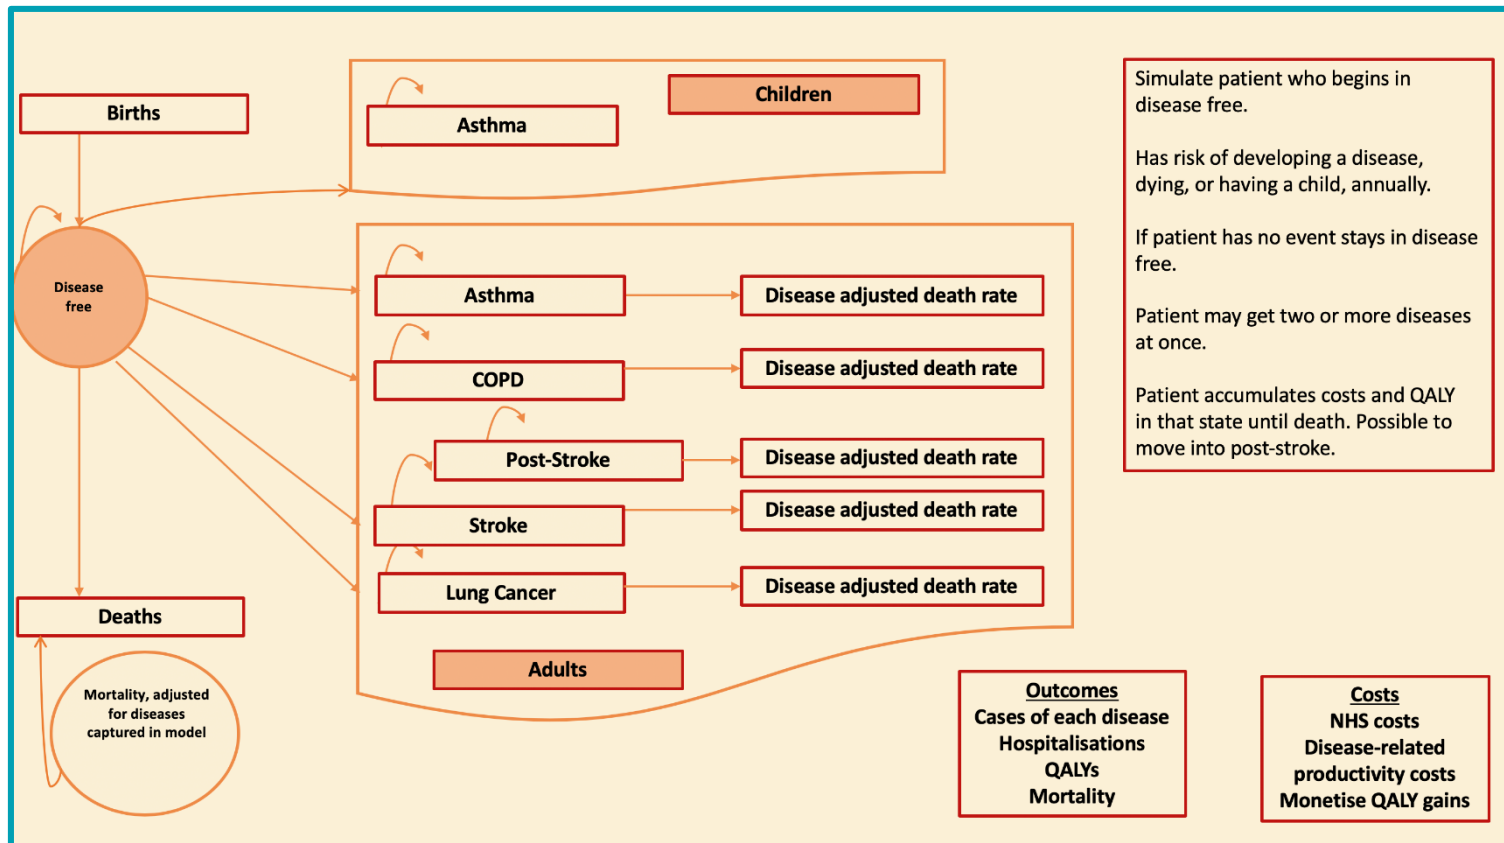 Births
Children
Asthma
Disease
free
Asthma
Disease adjusted death rate
COPD
Disease adjusted death rate
Post-Stroke
Disease adjusted death rate
Stroke
Disease adjusted death rate
Lung Cancer
Disease adjusted death rate
Adults
Deaths
Mortality, adjusted
for diseases
captured in model
Simulate patient who begins in
disease free.
Has risk of developing a disease,
dying, or having a child, annually.
If patient has no event stays in disease
free.
Patient may get two or more diseases
at once.
Patient accumulates costs and QALY
in that state until death. Possible to
move into post-stroke.
Outcomes
Cases of each disease
Hospitalisations
QALYs
Mortality
Costs
NHS costs
Disease-related
productivity costs
Monetise QALY gains